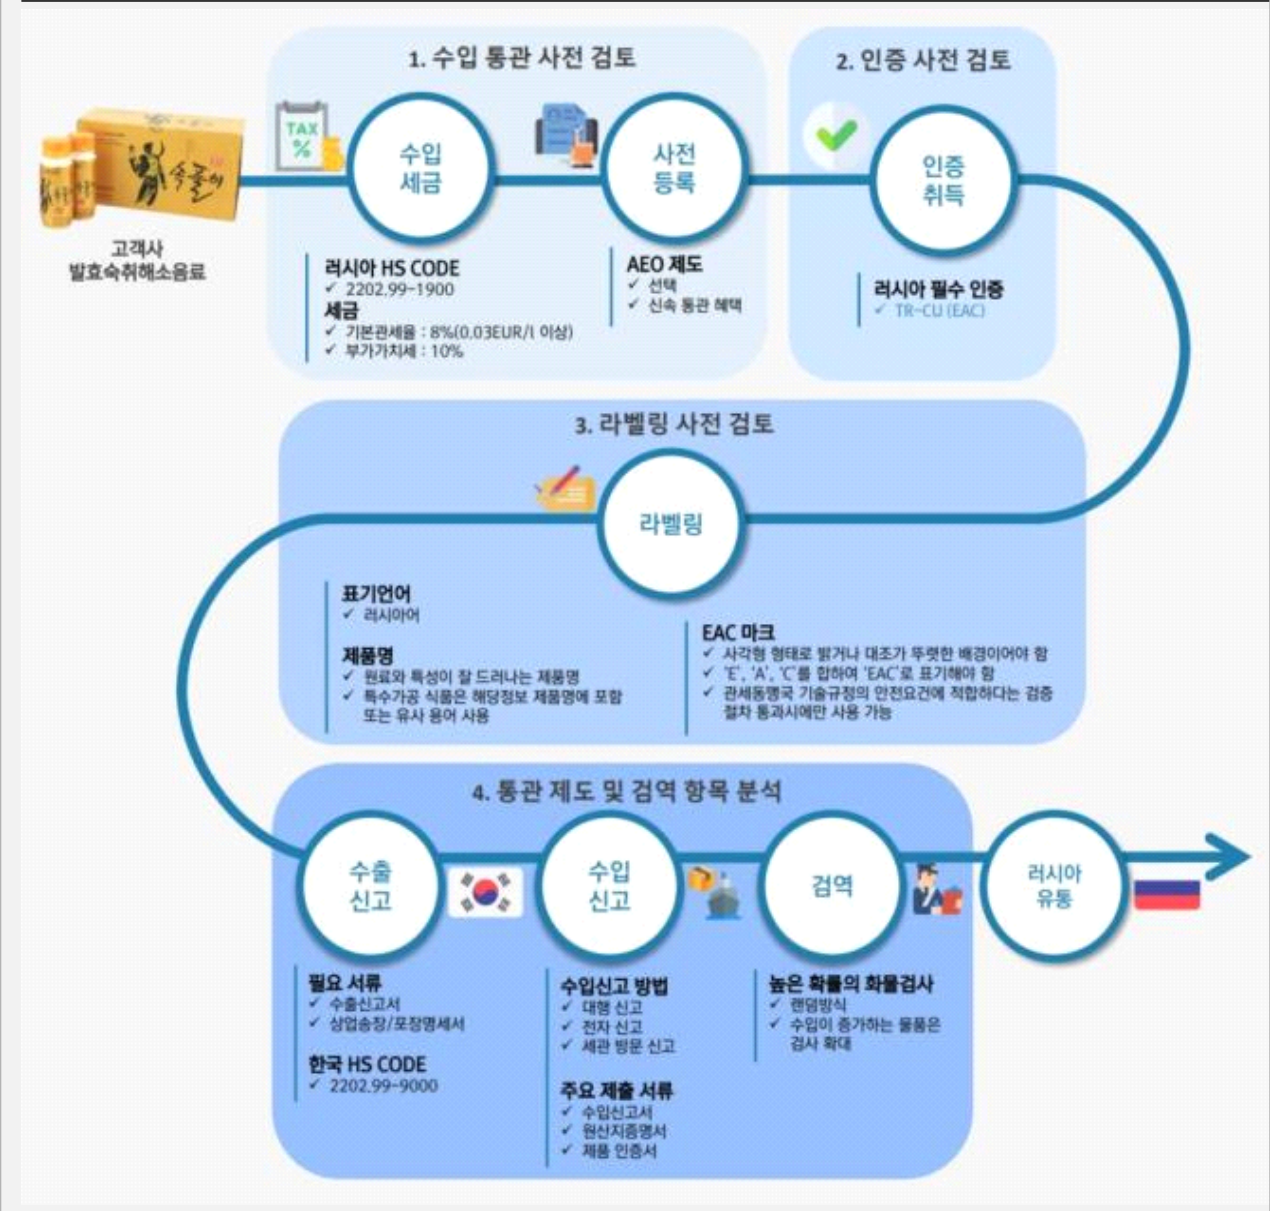 1. 수입 통관 사전 검토
2. 인증 사전 검토
TAX
%
수입
세금
사전
등록
인증
취득
고객사
발효숙취해소음료
러시아 HS CODE
✓ 2202.99-1900
세금
✓ 기본관세율 : 8%(0.03EUR/l 이상)
✓ 부가가치세 : 10%
AEO 제도
✓ 선택
✓ 신속 통관 혜택
러시아 필수 인증
✓ TR-CU (EAC)
3. 라벨링 사전 검토
라벨링
표기언어
✓ 러시아어
제품명
✓ 원료와 특성이 잘 드러나는 제품명
✓ 특수가공 식품은 해당정보 제품명에 포함
또는 유사 용어 사용
EAC 마크
✓ 사각형 형태로 밝거나 대조가 뚜렷한 배경이어야 함
✓ 'E', 'A', 'C'를 합하여 'EAC'로 표기해야 함
✓ 관세동맹국 기술규정의 안전요건에 적합하다는 검증
절차 통과시에만 사용 가능
4. 통관 제도 및 검역 항목 분석
수출
신고
수입
신고
검역
러시아
유통
필요 서류
✓ 수출신고서
✓ 상업송장/포장명세서
한국 HS CODE
✓ 2202.99-9000
수입신고 방법
✓ 대행 신고
✓ 전자 신고
✓ 세관 방문 신고
주요 제출 서류
✓ 수입신고서
✓ 원산지증명서
✓ 제품 인증서
높은 확률의 화물검사
✓ 랜덤방식
✓ 수입이 증가하는 물품은
검사 확대